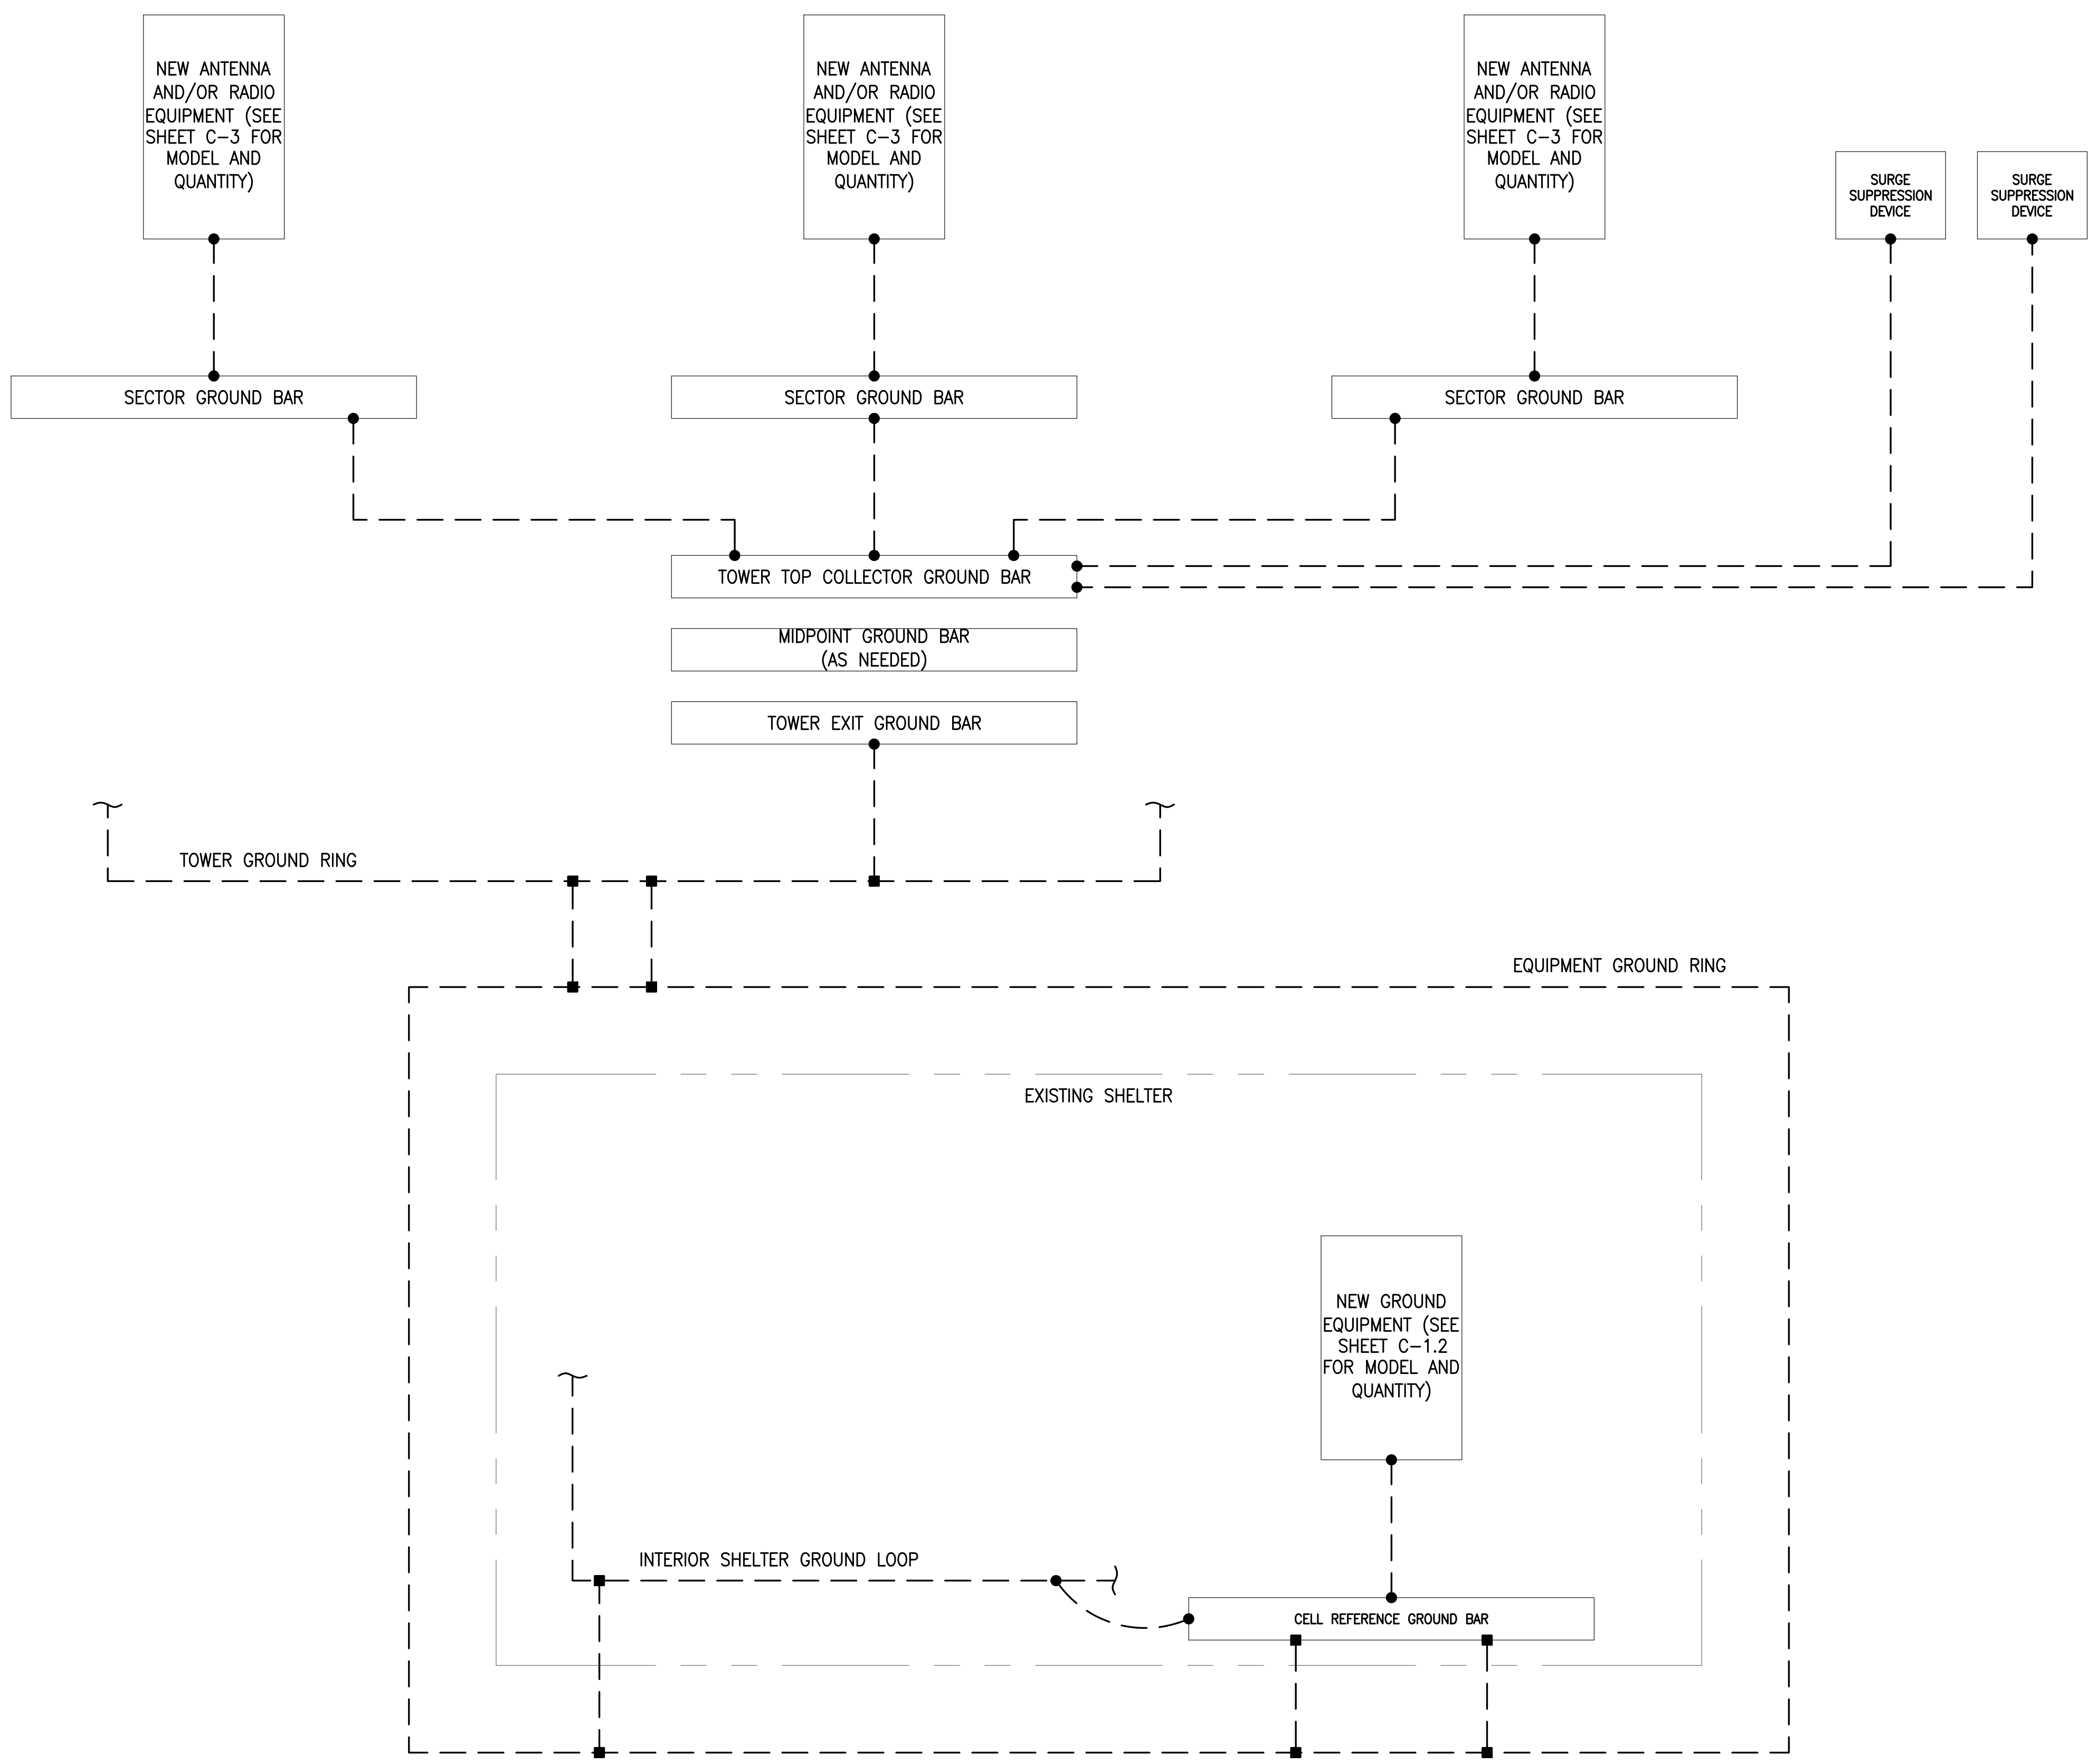 NEW ANTENNA
AND/OR RADIO
EQUIPMENT (SEE
SHEET C-3 FOR
MODEL AND
QUANTITY)
NEW ANTENNA
AND/OR RADIO
EQUIPMENT (SEE
SHEET C-3 FOR
MODEL AND
QUANTITY)
NEW ANTENNA
AND/OR RADIO
EQUIPMENT (SEE
SHEET C-3 FOR
MODEL AND
QUANTITY)
SURGE
SUPPRESSION
DEVICE
SURGE
SUPPRESSION
DEVICE
SECTOR GROUND BAR
SECTOR GROUND BAR
SECTOR GROUND BAR
TOWER TOP COLLECTOR GROUND BAR
MIDPOINT GROUND BAR
(AS NEEDED)
TOWER EXIT GROUND BAR
TOWER GROUND RING
EQUIPMENT GROUND RING
EXISTING SHELTER
NEW GROUND
EQUIPMENT (SEE
SHEET C-1.2
FOR MODEL AND
QUANTITY)
INTERIOR SHELTER GROUND LOOP
CELL REFERENCE GROUND BAR